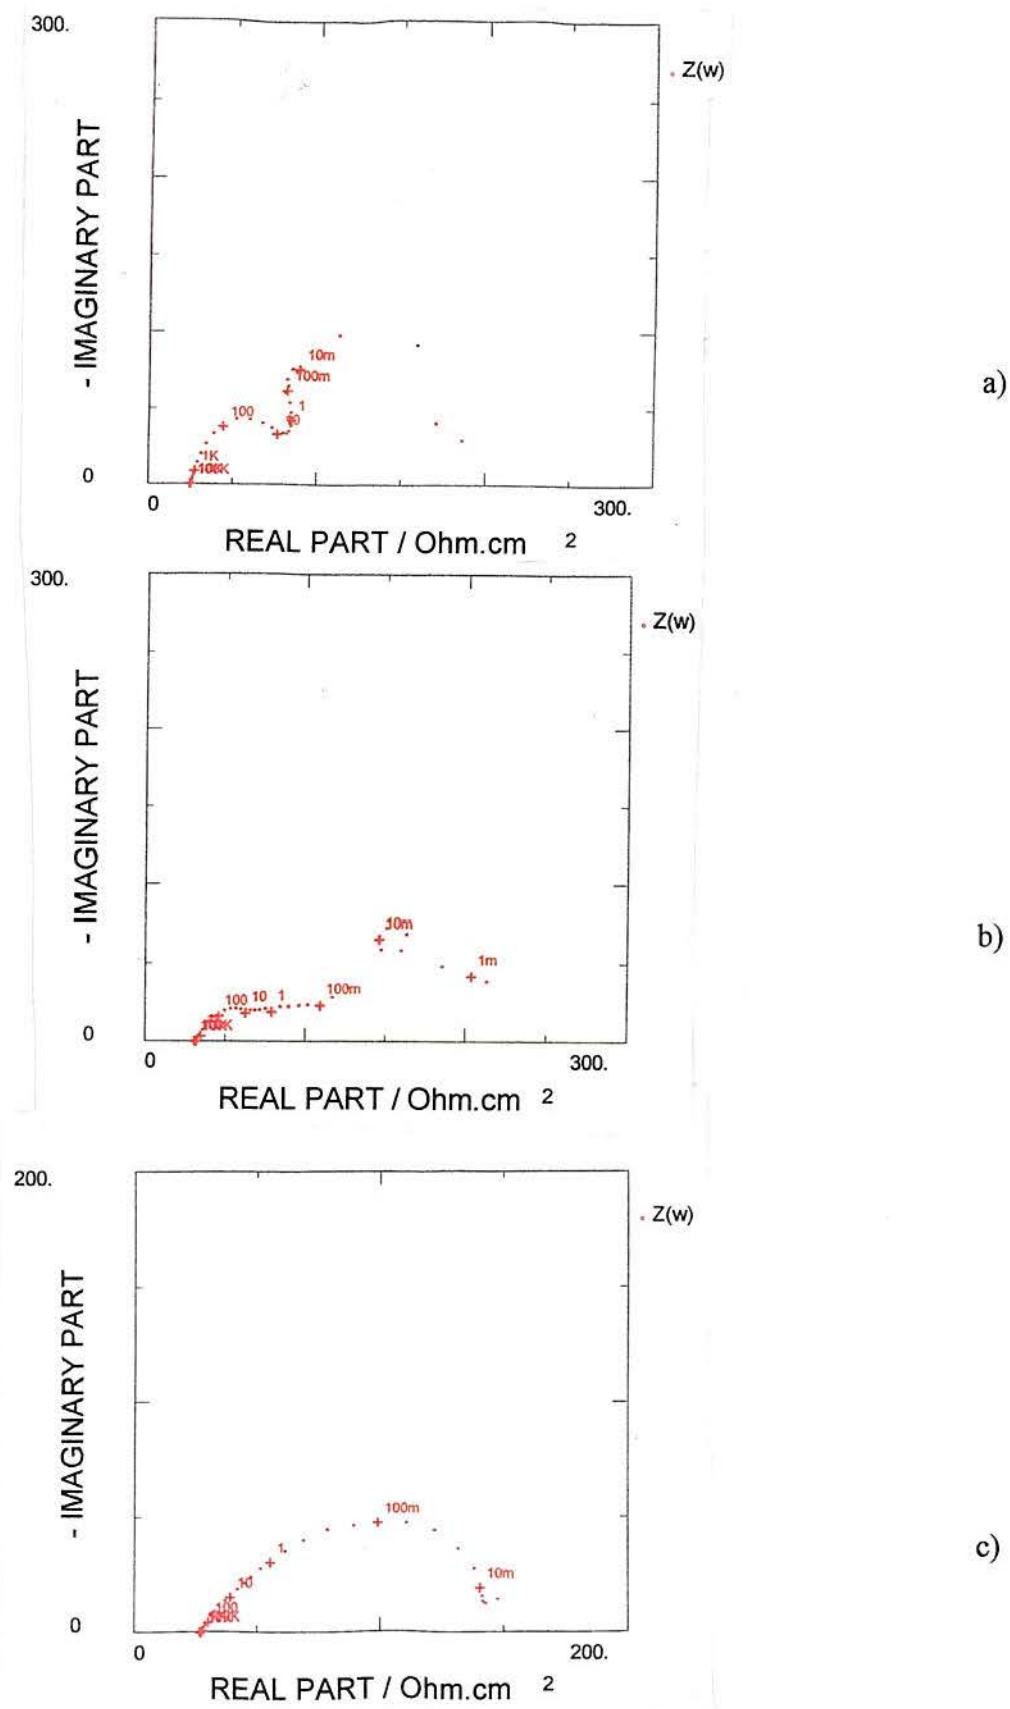 300.
Z(w)
- IMAGINARY PART
10m
100m
1
100
1K
0
0
300.
REAL PART / Ohm.cm 2
a)
300.
Z(w)
- IMAGINARY PART
10m
1m
100m
100 10 1
0
0
300.
REAL PART / Ohm.cm 2
b)
200.
Z(w)
- IMAGINARY PART
100m
1
10m
10
100
0
0
200.
REAL PART / Ohm.cm 2
c)